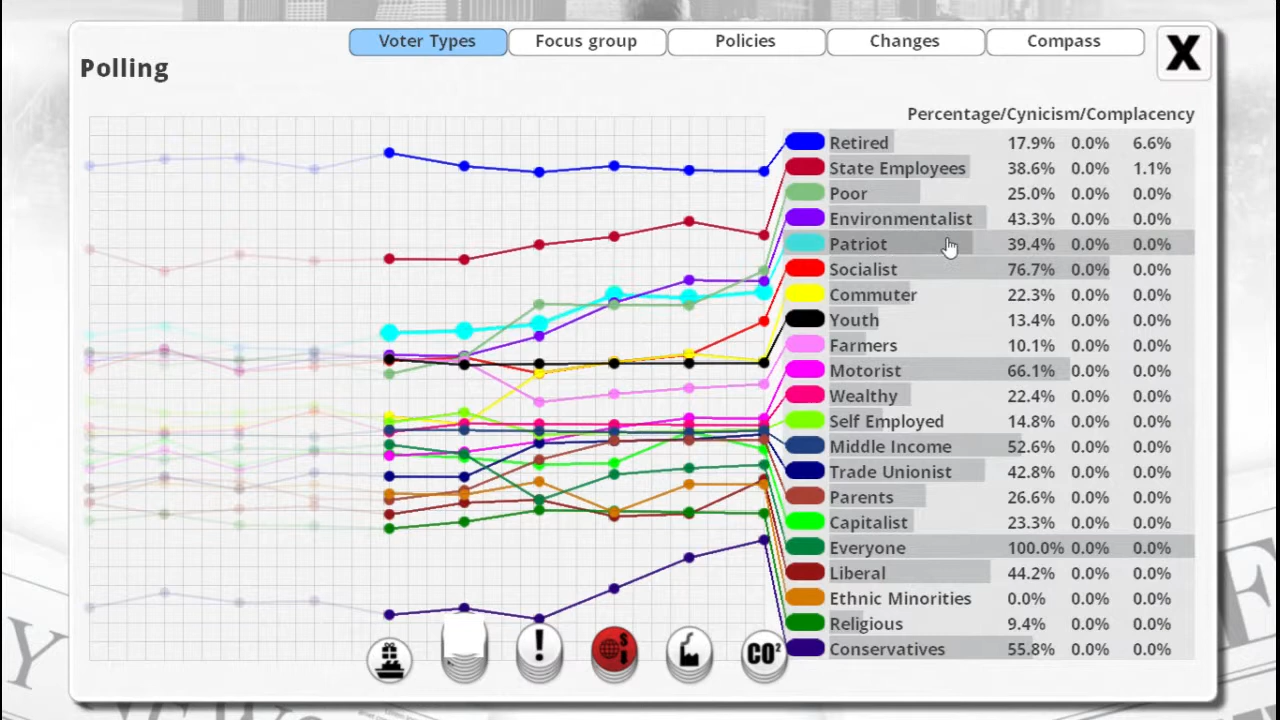 Voter Types Focus group Policies Changes Compass X
Polling
Percentage/Cynicism/Complacency
Retired 17.9% 0.0% 6.6%
State Employees 38.6% 0.0% 1.1%
Poor 25.0% 0.0% 0.0%
Environmentalist 43.3% 0.0% 0.0%
Patriot 39.4% 0.0% 0.0%
Socialist 76.7% 0.0% 0.0%
Commuter 22.3% 0.0% 0.0%
Youth 13.4% 0.0% 0.0%
Farmers 10.1% 0.0% 0.0%
Motorist 66.1% 0.0% 0.0%
Wealthy 22.4% 0.0% 0.0%
Self Employed 14.8% 0.0% 0.0%
Middle Income 52.6% 0.0% 0.0%
Trade Unionist 42.8% 0.0% 0.0%
Parents 26.6% 0.0% 0.0%
Capitalist 23.3% 0.0% 0.0%
Everyone 100.0% 0.0% 0.0%
Liberal 44.2% 0.0% 0.0%
Ethnic Minorities 0.0% 0.0% 0.0%
Religious 9.4% 0.0% 0.0%
Conservatives 55.8% 0.0% 0.0%
! $ CO²